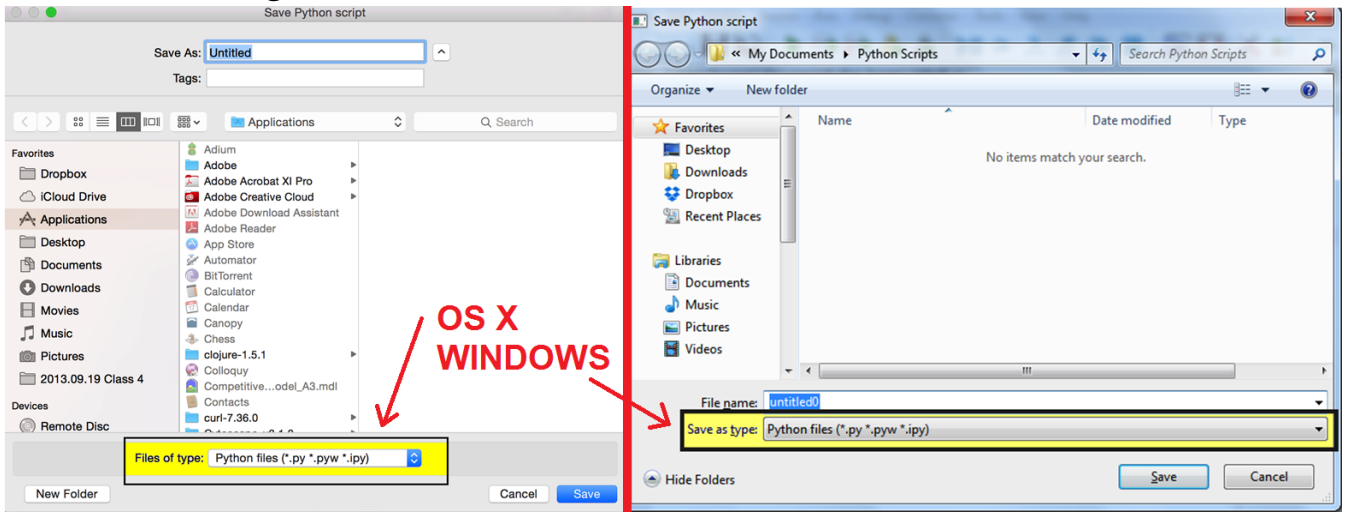 Save Python script
Save As: Untitled
Tags:
Applications
Search
Favorites
Dropbox
iCloud Drive
Applications
Desktop
Documents
Downloads
Movies
Music
Pictures
2013.09.19 Class 4
Devices
Remote Disc
Adium
Adobe
Adobe Acrobat XI Pro
Adobe Creative Cloud
Adobe Download Assistant
Adobe Reader
App Store
Automator
BitTorrent
Calculator
Calendar
Canopy
Chess
clojure-1.5.1
Colloquy
Competitive…odel_A3.mdl
Contacts
curl-7.36.0
Files of type: Python files (*.py *.pyw *.ipy)
New Folder
Cancel
Save
OS X
WINDOWS
Save Python script
« My Documents Python Scripts
Search Python Scripts
Organize
New folder
Name
Date modified
Type
No items match your search.
Favorites
Desktop
Downloads
Dropbox
Recent Places
Libraries
Documents
Music
Pictures
Videos
File name: untitled0
Save as type: Python files (*.py *.pyw *.ipy)
Hide Folders
Save
Cancel